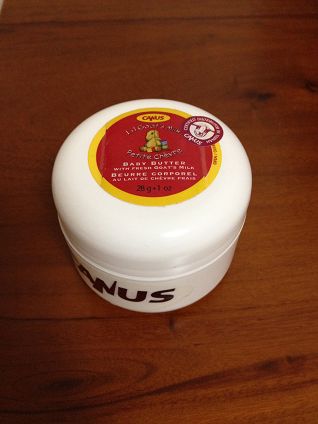 CANUS
Li'l Goat's Milk
Petite Chèvre
BABY BUTTER
WITH FRESH GOAT'S MILK
BEURRE CORPOREL
AU LAIT DE CHÈVRE FRAIS
28 g • 1 oz
CANUS
CANUS